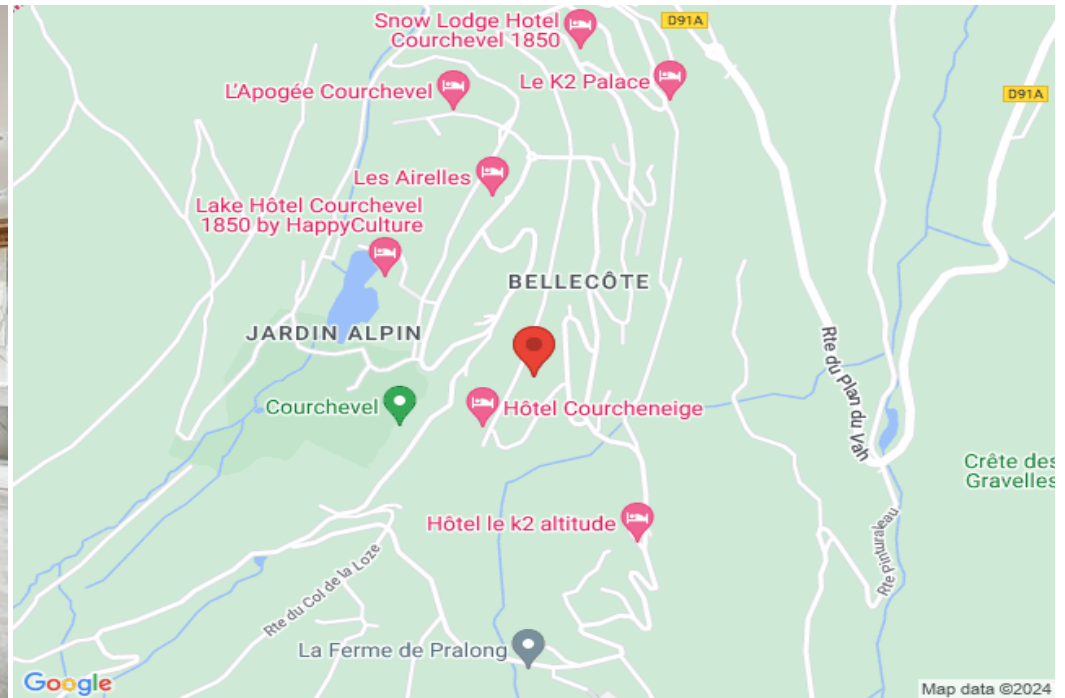 Snow Lodge Hotel
Courchevel 1850
D91A
Le K2 Palace
L'Apogée Courchevel
D91A
Les Airelles
Lake Hôtel Courchevel
1850 by HappyCulture
BELLECÔTE
JARDIN ALPIN
Rte du Plan du Vah
Courchevel
Hôtel Courcheneige
Crête des
Gravelles
Hôtel le k2 altitude
Rte pinturaleau
Rte du Col de la Loze
La Ferme de Pralong
Google
Map data ©2024